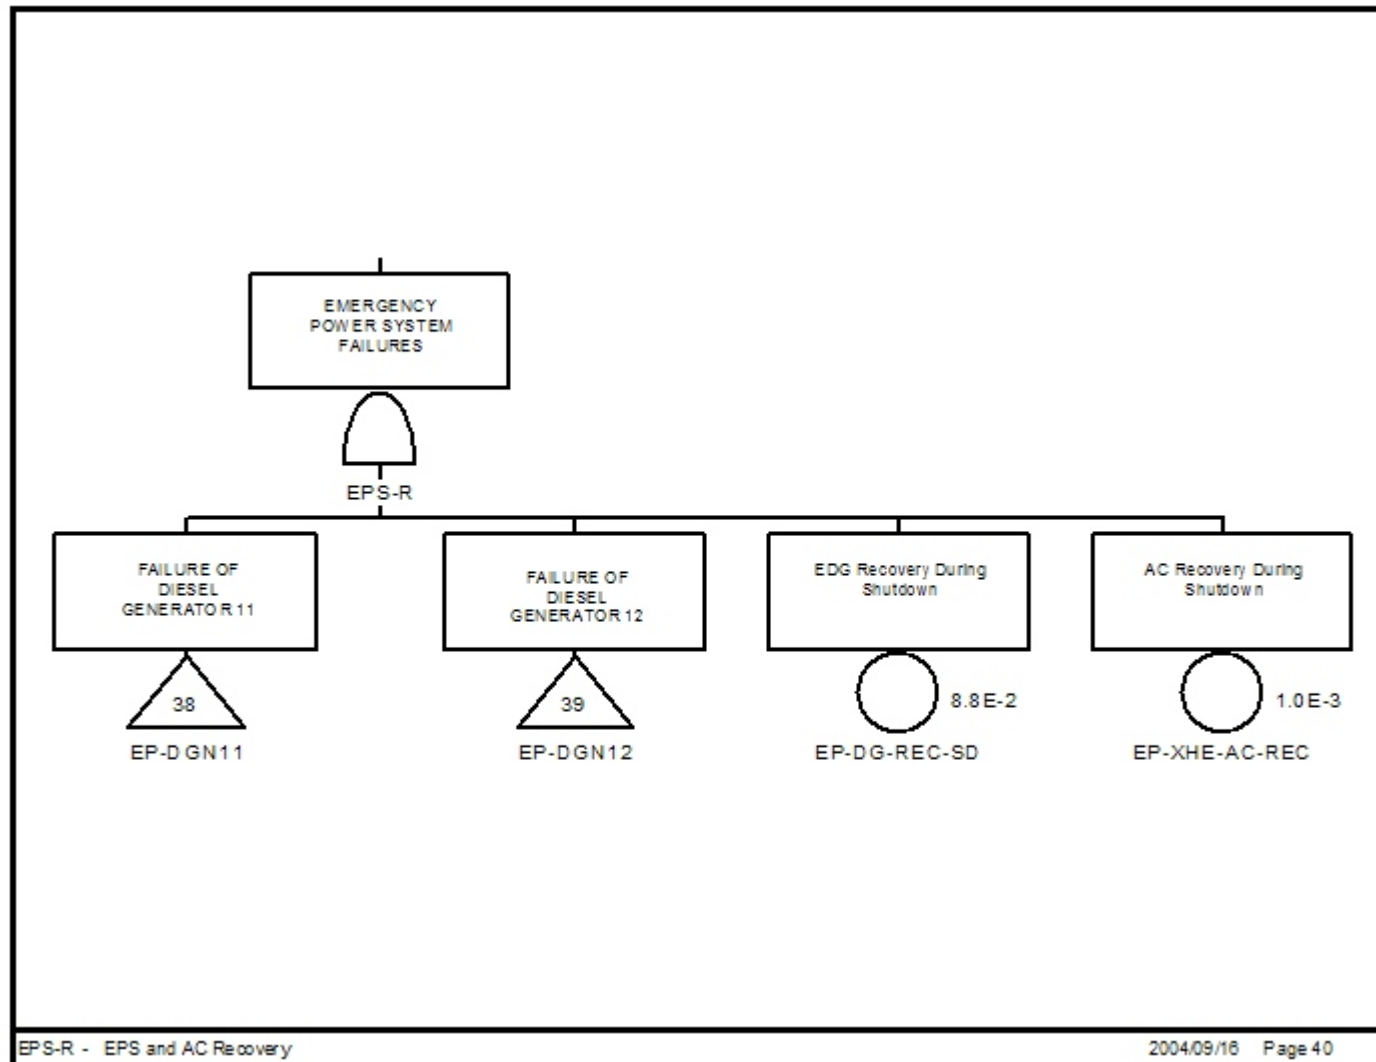 EMERGENCY
POWER SYSTEM
FAILURES
EPS-R
FAILURE OF
DIESEL
GENERATOR 11
FAILURE OF
DIESEL
GENERATOR 12
EDG Recovery During
Shutdown
AC Recovery During
Shutdown
38
39
8.8E-2
1.0E-3
EP-DGN11
EP-DGN12
EP-DG-REC-SD
EP-XHE-AC-REC
EPS-R - EPS and AC Recovery
2004/09/16 Page 40